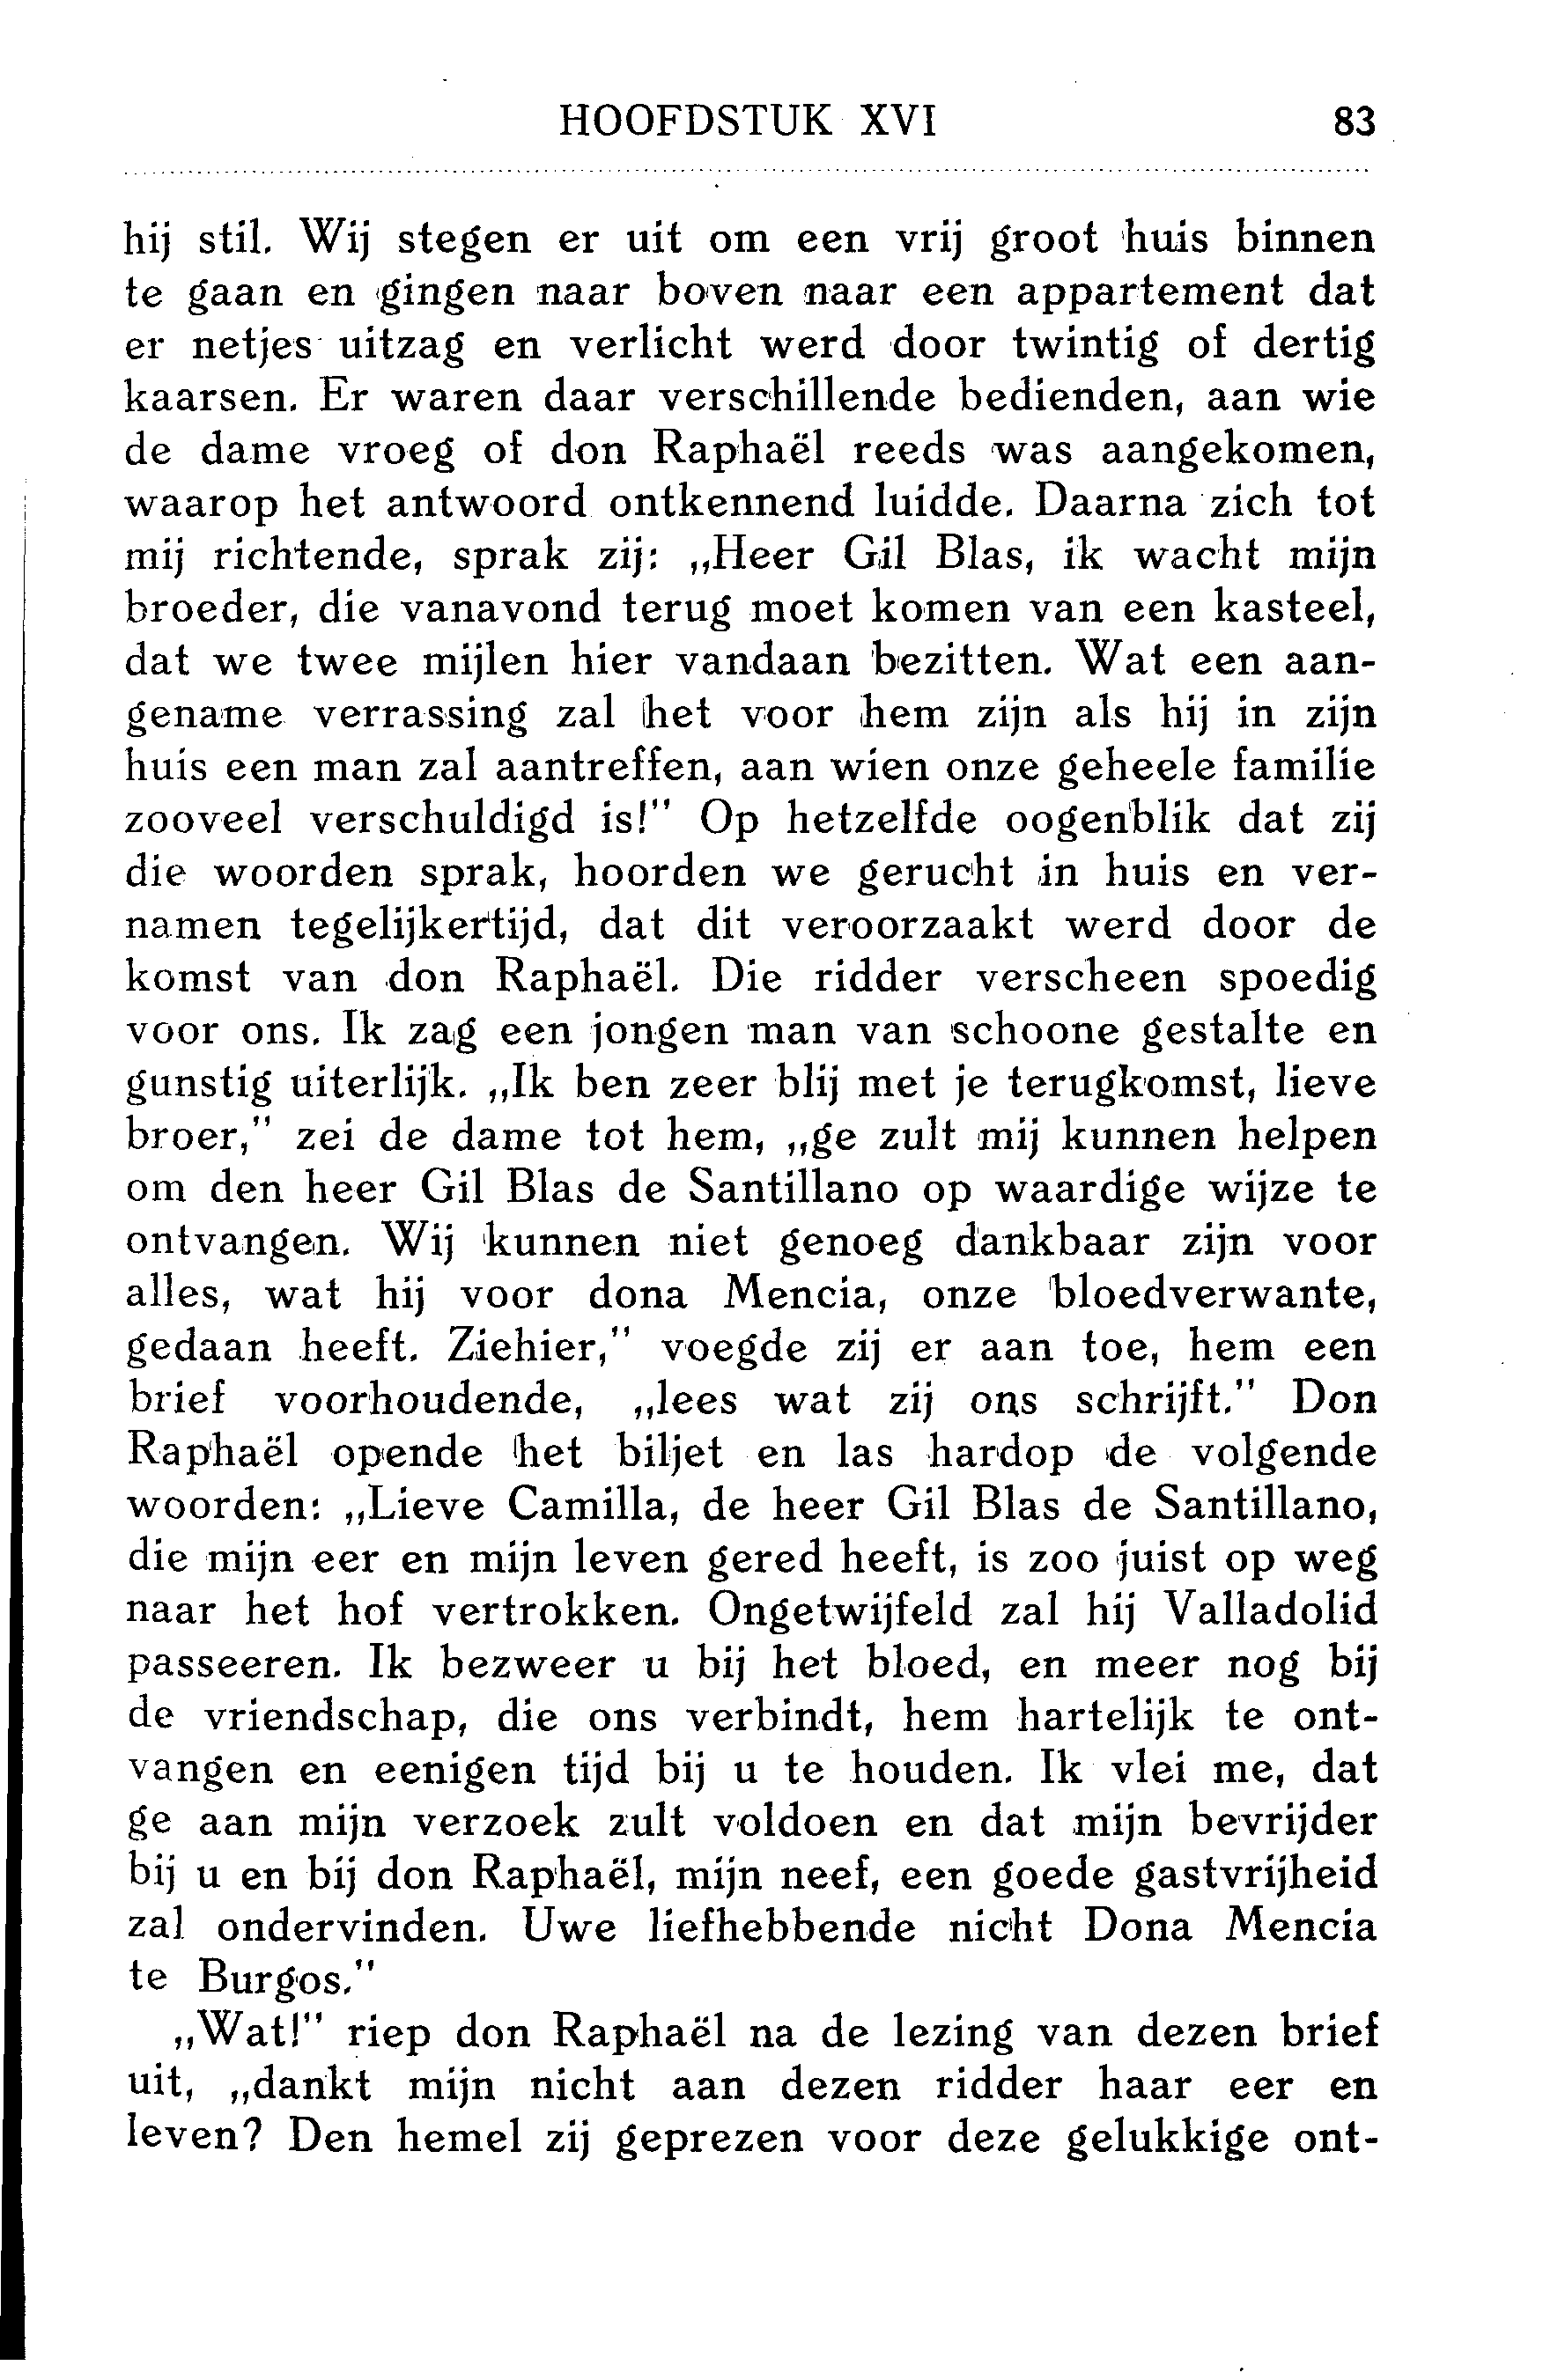 HOOFDSTUK XVI 83
hij stil. Wij stegen er uit om een vrij groot huis binnen
te gaan en gingen naar boven naar een appartement dat
er netjes uitzag en verlicht werd door twintig of dertig
kaarsen. Er waren daar verschillende bedienden, aan wie
de dame vroeg of don Raphaël reeds was aangekomen,
waarop het antwoord ontkennend luidde. Daarna zich tot
mij richtende, sprak zij: „Heer Gil Blas, ik wacht mijn
broeder, die vanavond terug moet komen van een kasteel,
dat we twee mijlen hier vandaan bezitten. Wat een aan-
gename verrassing zal het voor hem zijn als hij in zijn
huis een man zal aantreffen, aan wien onze geheele familie
zooveel verschuldigd is!" Op hetzelfde oogenblik dat zij
die woorden sprak, hoorden we gerucht in huis en ver-
namen tegelijkertijd, dat dit veroorzaakt werd door de
komst van don Raphaël. Die ridder verscheen spoedig
voor ons. Ik zag een jongen man van schoone gestalte en
gunstig uiterlijk. „Ik ben zeer blij met je terugkomst, lieve
broer," zei de dame tot hem, „ge zult mij kunnen helpen
om den heer Gil Blas de Santillano op waardige wijze te
ontvangen. Wij kunnen niet genoeg dankbaar zijn voor
alles, wat hij voor dona Mencia, onze bloedverwante,
gedaan heeft. Ziehier," voegde zij er aan toe, hem een
brief voorhoudende, „lees wat zij ons schrijft." Don
Raphaël opende het biljet en las hardop de volgende
woorden: „Lieve Camilla, de heer Gil Blas de Santillano,
die mijn eer en mijn leven gered heeft, is zoo juist op weg
naar het hof vertrokken. Ongetwijfeld zal hij Valladolid
passeeren. Ik bezweer u bij het bloed, en meer nog bij
de vriendschap, die ons verbindt, hem hartelijk te ont-
vangen en eenigen tijd bij u te houden. Ik vlei me, dat
ge aan mijn verzoek zult voldoen en dat mijn bevrijder
bij u en bij don Raphaël, mijn neef, een goede gastvrijheid
zal ondervinden. Uwe liefhebbende nicht Dona Mencia
te Burgos."
„Wat!" riep don Raphaël na de lezing van dezen brief
uit, „dankt mijn nicht aan dezen ridder haar eer en
leven? Den hemel zij geprezen voor deze gelukkige ont-